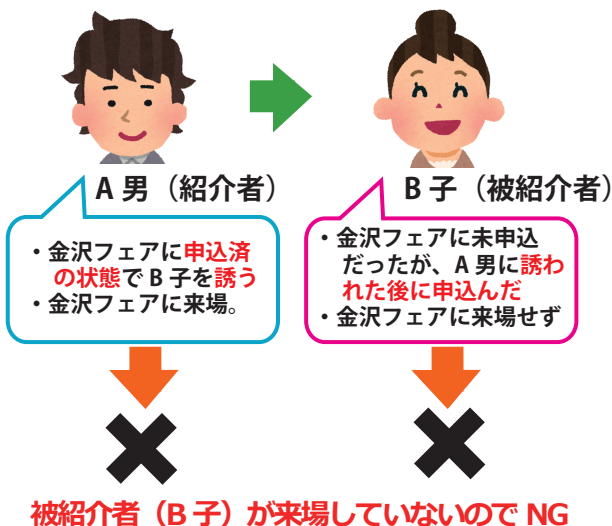 A 男（紹介者）
B 子（被紹介者）
・金沢フェアに申込済
の状態で B 子を誘う
・金沢フェアに来場。
・金沢フェアに未申込
だったが、A 男に誘わ
れた後に申込んだ
・金沢フェアに来場せず
被紹介者（B 子）が来場していないので NG